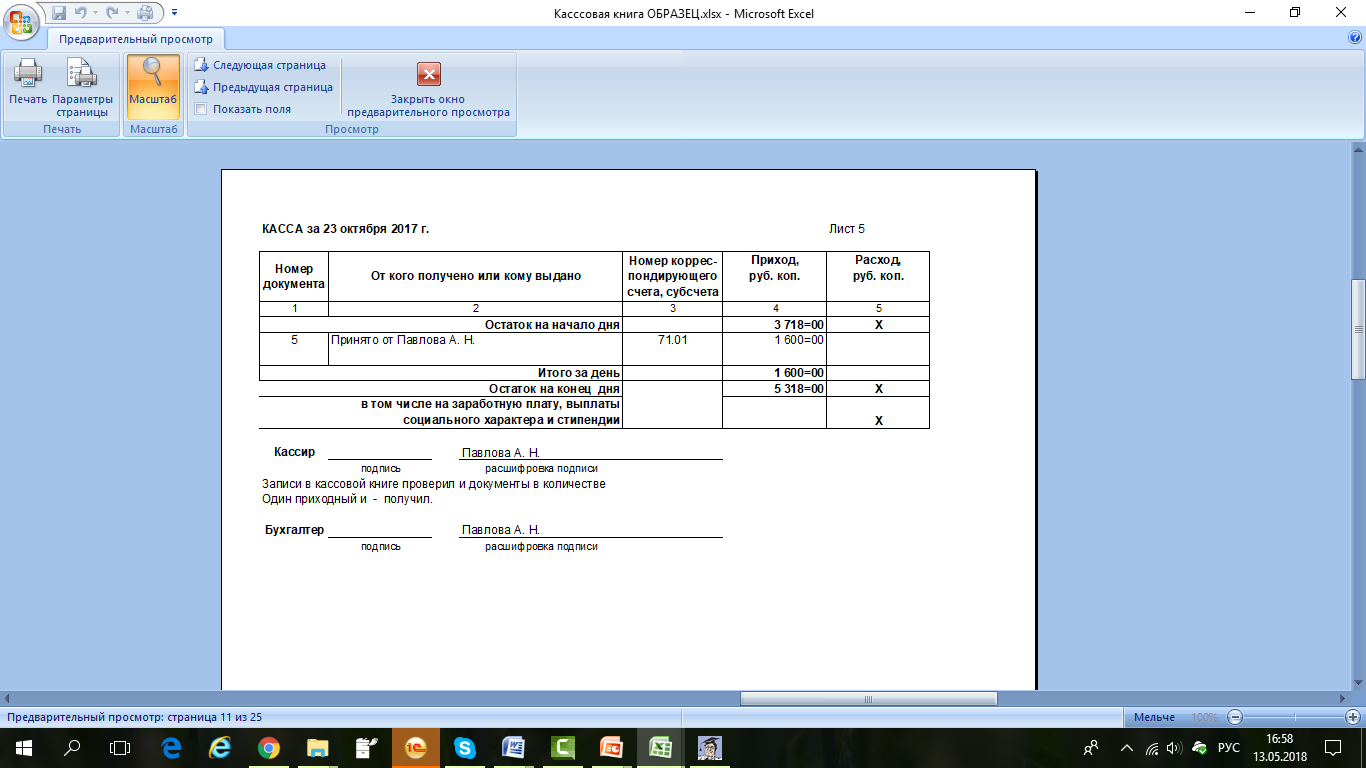 Касссовая книга ОБРАЗЕЦ.xlsx - Microsoft Excel
Предварительный просмотр
Печать
Параметры страницы
Масштаб
Следующая страница
Предыдущая страница
Показать поля
Закрыть окно
предварительного просмотра
Печать
Масштаб
Просмотр
КАССА за 23 октября 2017 г. Лист 5
Номер документа
От кого получено или кому выдано
Номер коррес-
пондирующего
счета, субсчета
Приход,
руб. коп.
Расход,
руб. коп.
1 2 3 4 5
Остаток на начало дня 3 718=00 X
5 Принято от Павлова А. Н. 71.01 1 600=00
Итого за день 1 600=00
Остаток на конец дня 5 318=00 X
в том числе на заработную плату, выплаты
социального характера и стипендии X
Кассир Павлова А. Н.
подпись расшифровка подписи
Записи в кассовой книге проверил и документы в количестве
Один приходный и - получил.
Бухгалтер Павлова А. Н.
подпись расшифровка подписи
Предварительный просмотр: страница 11 из 25
Мельче 100%
РУС
16:58
13.05.2018